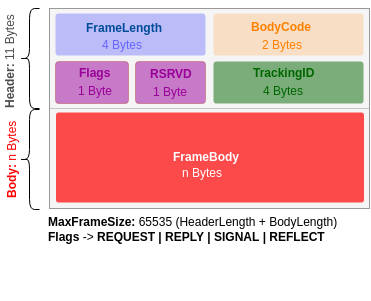 Header: 11 Bytes
FrameLength
4 Bytes
BodyCode
2 Bytes
Flags
1 Byte
RSRVD
1 Byte
TrackingID
4 Bytes
Body: n Bytes
FrameBody
n Bytes
MaxFrameSize: 65535 (HeaderLength + BodyLength)
Flags -> REQUEST | REPLY | SIGNAL | REFLECT